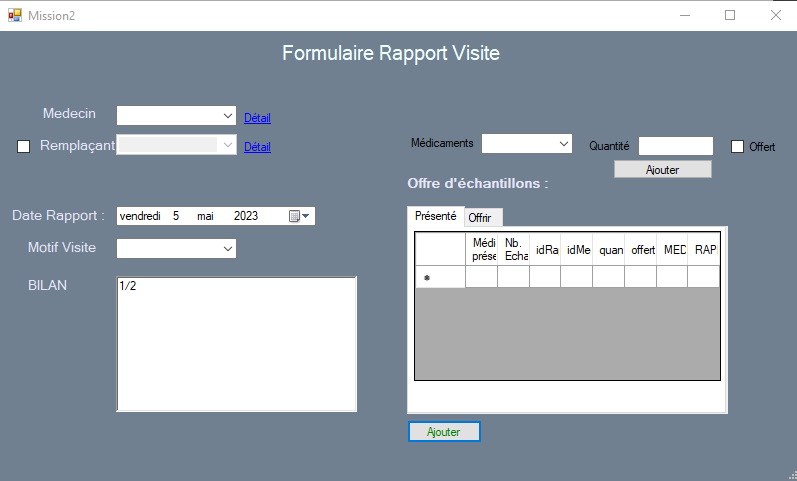 Mission2
Formulaire Rapport Visite
Medecin
Détail
Remplaçant
Détail
Médicaments
Quantité
Offert
Ajouter
Offre d'échantillons :
Date Rapport :
vendredi 5 mai 2023
Présenté
Offrir
Motif Visite
Médi
prése
Nb.
Echa
idRa
idMe
quan
offert
MED
RAP
BILAN
1/2
Ajouter